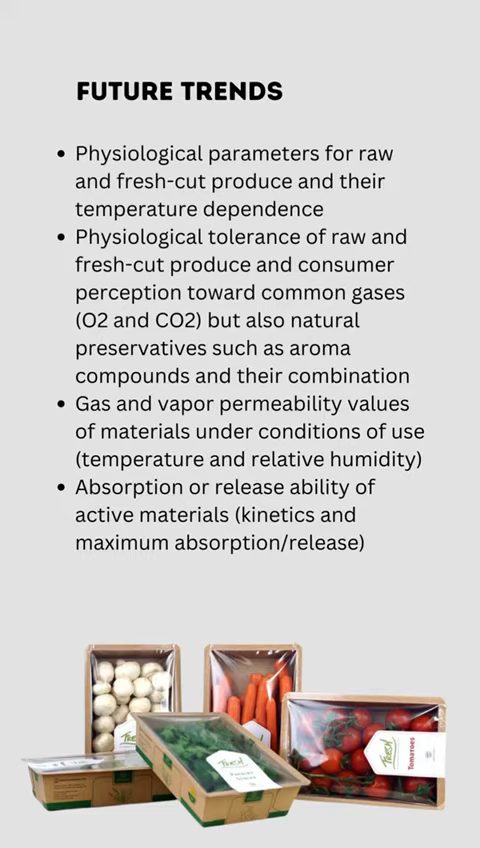 FUTURE TRENDS
• Physiological parameters for raw
and fresh-cut produce and their
temperature dependence
• Physiological tolerance of raw and
fresh-cut produce and consumer
perception toward common gases
(O2 and CO2) but also natural
preservatives such as aroma
compounds and their combination
• Gas and vapor permeability values
of materials under conditions of use
(temperature and relative humidity)
• Absorption or release ability of
active materials (kinetics and
maximum absorption/release)
FRESH
Tomatoes